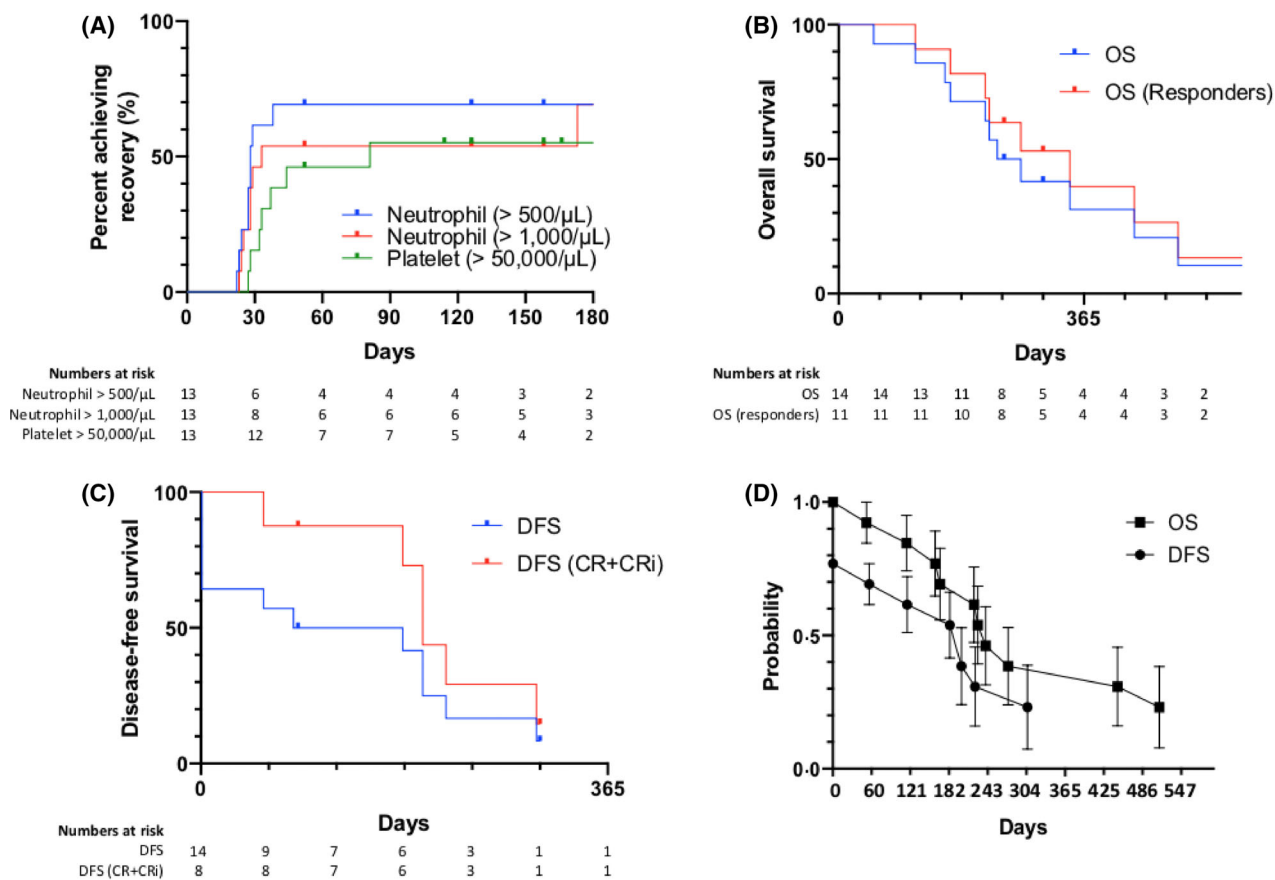 (A)
100
50
0
Percent achieving
recovery (%)
Neutrophil (> 500/µL)
Neutrophil (> 1,000/µL)
Platelet (> 50,000/µL)
0 30 60 90 120 150 180
Days
Numbers at risk
Neutrophil > 500/µL 13 6 4 4 4 3 2
Neutrophil > 1,000/µL 13 8 6 6 6 5 3
Platelet > 50,000/µL 13 12 7 7 5 4 2
(B)
100
50
0
Overall survival
OS
OS (Responders)
0 365
Days
Numbers at risk
OS 14 14 13 11 8 5 4 4 3 2
OS (responders) 11 11 11 10 8 5 4 4 3 2
(C)
100
50
0
Disease-free survival
DFS
DFS (CR+CRi)
0 365
Days
Numbers at risk
DFS 14 9 7 6 3 1 1
DFS (CR+CRi) 8 8 7 6 3 1 1
(D)
1·0
0·5
0·0
Probability
OS
DFS
0 60 121 182 243 304 365 425 486 547
Days